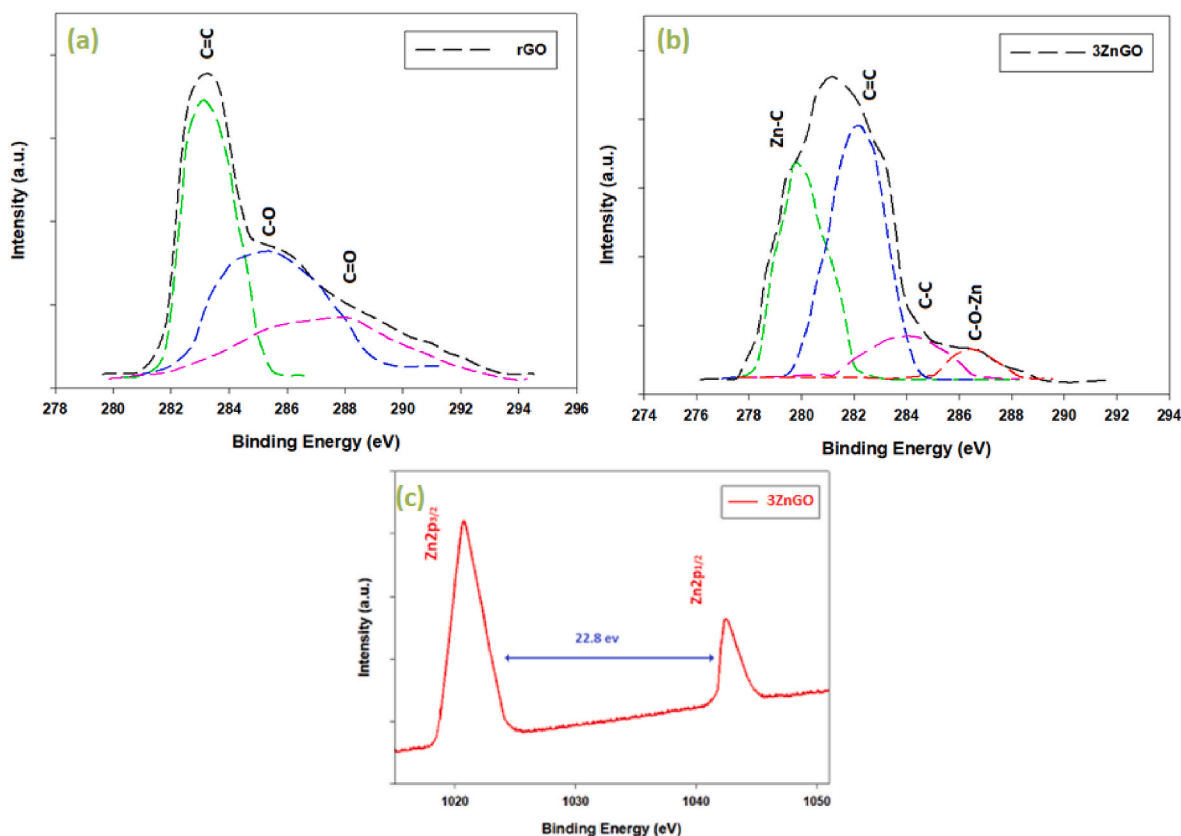 (a)
rGO
C=C
C-O
C=O
Intensity (a.u.)
278 280 282 284 286 288 290 292 294 296
Binding Energy (eV)
(b)
3ZnGO
Zn-C
C=C
C-C
C-O-Zn
Intensity (a.u.)
274 276 278 280 282 284 286 288 290 292 294
Binding Energy (eV)
(c)
3ZnGO
Zn2p3/2
Zn2p1/2
22.8 ev
Intensity (a.u.)
1020 1030 1040 1050
Binding Energy (eV)